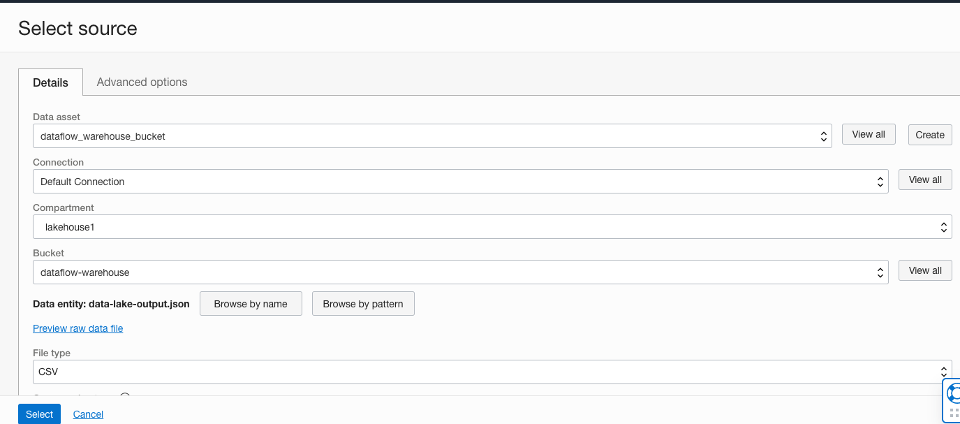 Select source
Details
Advanced options
Data asset
dataflow_warehouse_bucket
View all
Create
Connection
Default Connection
View all
Compartment
lakehouse1
Bucket
dataflow-warehouse
View all
Data entity: data-lake-output.json
Browse by name
Browse by pattern
Preview raw data file
File type
CSV
Select
Cancel